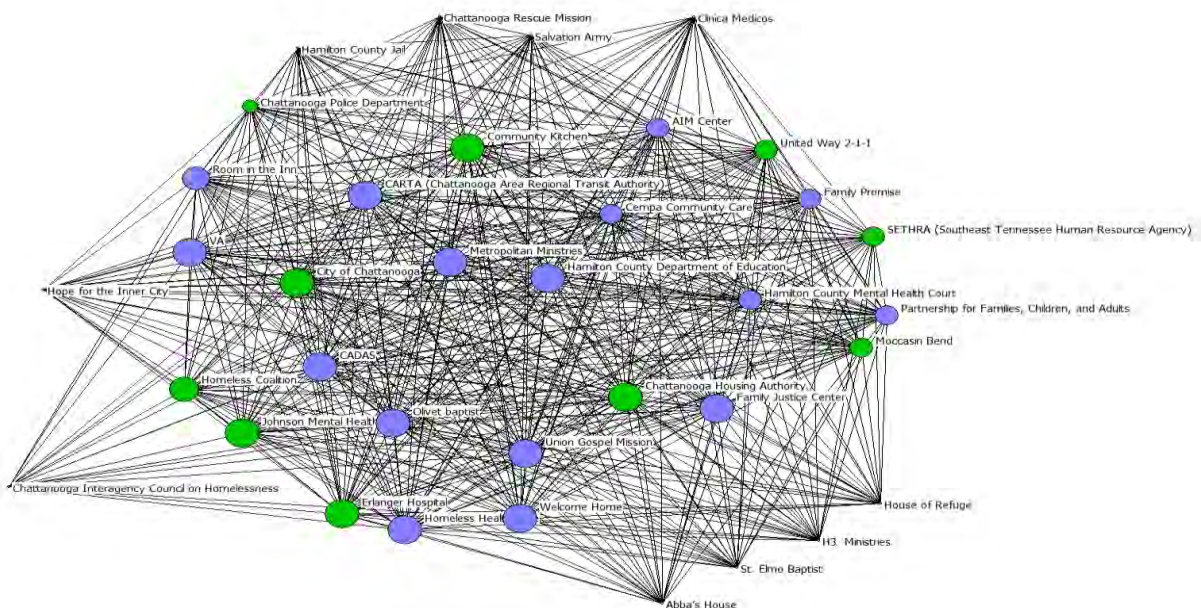 Chattanooga Rescue Mission
Clinica Medicos
Salvation Army
Hamilton County Jail
Chattanooga Police Department
AIM Center
Community Kitchen
United Way 2-1-1
Room in the Inn
CARTA (Chattanooga Area Regional Transit Authority)
Family Promise
Cempa Community Care
SETHRA (Southeast Tennessee Human Resource Agency)
VA
Metropolitan Ministries
Hamilton County Department of Education
City of Chattanooga
Hope for the Inner City
Hamilton County Mental Health Court
Partnership for Families, Children, and Adults
Moccasin Bend
CADAS
Homeless Coalition
Chattanooga Housing Authority
Family Justice Center
Olivet baptist
Johnson Mental Health
Union Gospel Mission
Chattanooga Interagency Council on Homelessness
Erlanger Hospital
House of Refuge
Welcome Home
Homeless Heal
H3 Ministries
St. Elmo Baptist
Abba's House